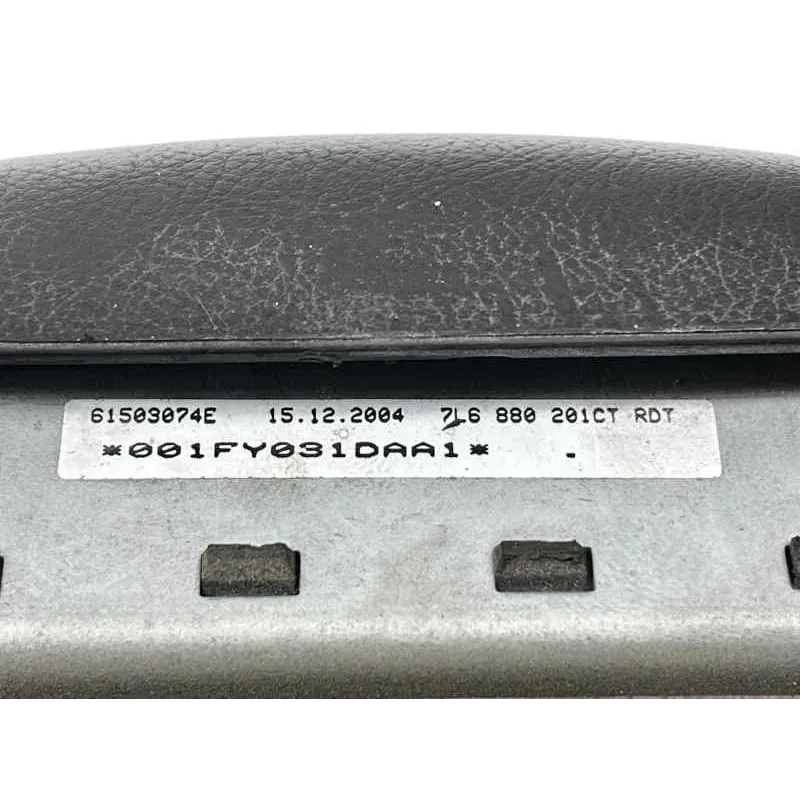 61503074E 15.12.2004 7L6 880 201CT RDT
*001FY031DAA1* .